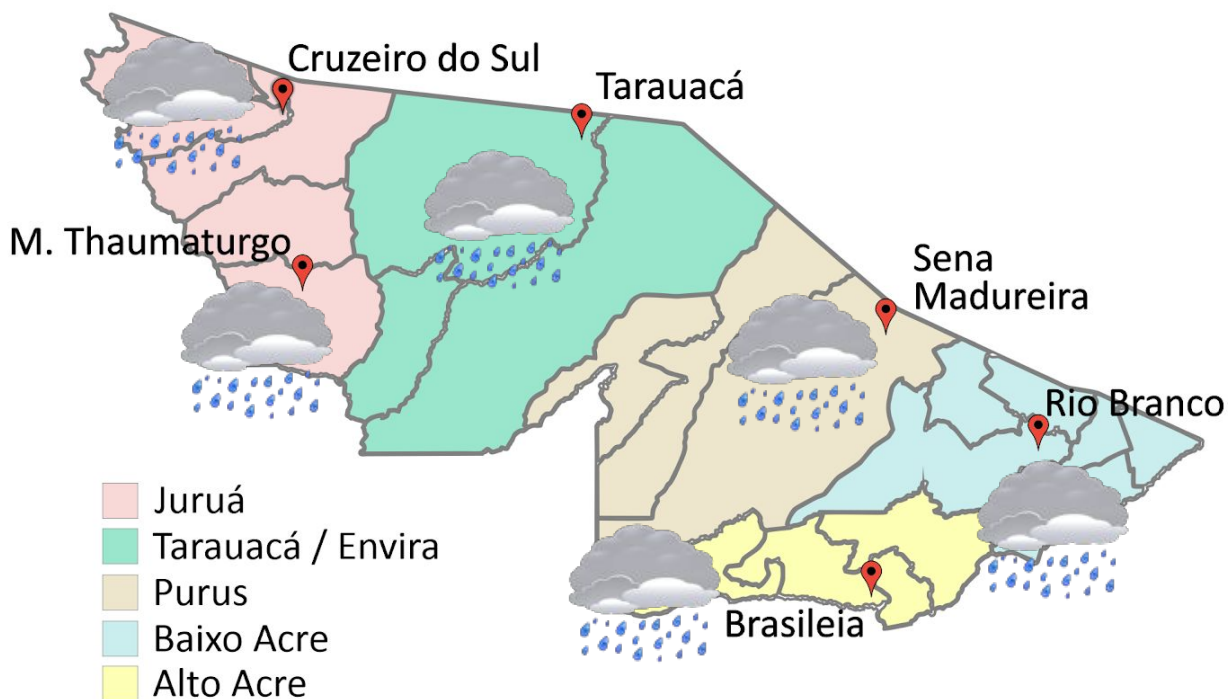 Cruzeiro do Sul
Tarauacá
M. Thaumaturgo
Sena
Madureira
Rio Branco
Brasileia
Juruá
Tarauacá / Envira
Purus
Baixo Acre
Alto Acre